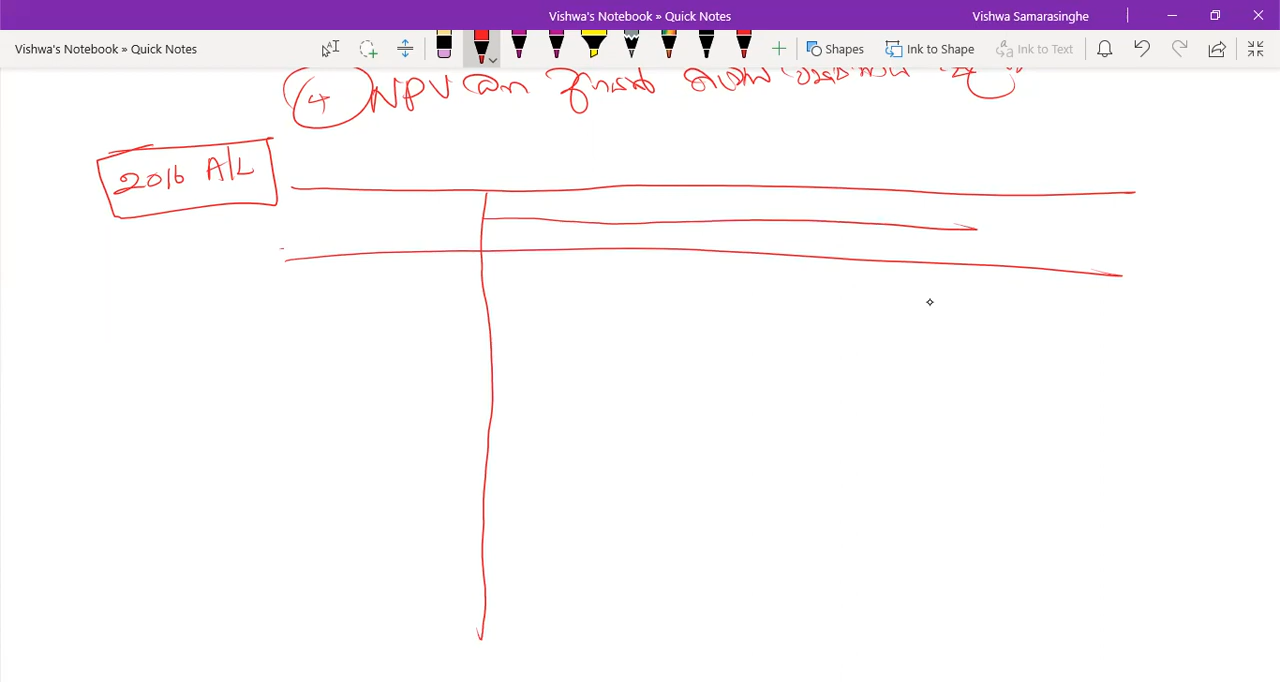 Vishwa's Notebook » Quick Notes
Vishwa Samarasinghe
Vishwa's Notebook » Quick Notes
Shapes
Ink to Shape
Ink to Text
4 NPV
2016 A/L